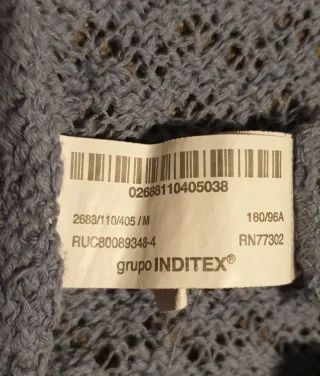 02688110405038
2688/110/405 / M 180/96A
RUC80089348-4 RN77302
grupo INDITEX®